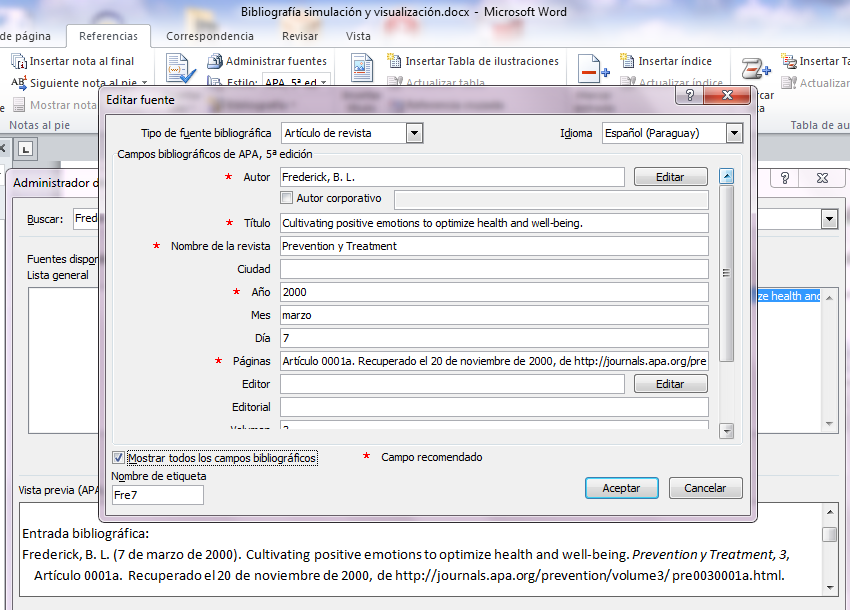 Bibliografía simulación y visualización.docx - Microsoft Word
de página Referencias Correspondencia Revisar Vista
Insertar nota al final Administrar fuentes Insertar Tabla de ilustraciones Insertar índice Insertar Ta
Siguiente nota al pie Estilo: APA, 5ª ed Actualizar tabla Actualizar índice Actualizar
Mostrar notas
Notas al pie Tabla de au
Editar fuente
Tipo de fuente bibliográfica Artículo de revista Idioma Español (Paraguay)
Campos bibliográficos de APA, 5ª edición
* Autor Frederick, B. L. Editar
Autor corporativo
* Título Cultivating positive emotions to optimize health and well-being.
* Nombre de la revista Prevention y Treatment
Ciudad
* Año 2000
Mes marzo
Día 7
* Páginas Artículo 0001a. Recuperado el 20 de noviembre de 2000, de http://journals.apa.org/pre
Editor Editar
Editorial
Volumen 3
Mostrar todos los campos bibliográficos * Campo recomendado
Nombre de etiqueta
Fre7 Aceptar Cancelar
Administrador d
Buscar: Fred
Fuentes dispor
Lista general
ze health and
Vista previa (APA
Entrada bibliográfica:
Frederick, B. L. (7 de marzo de 2000). Cultivating positive emotions to optimize health and well-being. Prevention y Treatment, 3,
Artículo 0001a. Recuperado el 20 de noviembre de 2000, de http://journals.apa.org/prevention/volume3/ pre0030001a.html.